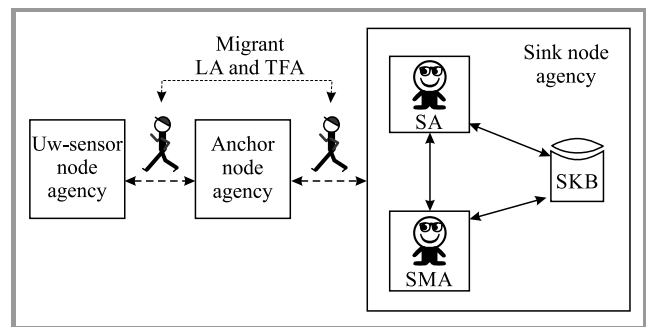 Migrant
LA and TFA
Sink node
agency
SA
Uw-sensor
node
agency
Anchor
node
agency
SKB
SMA